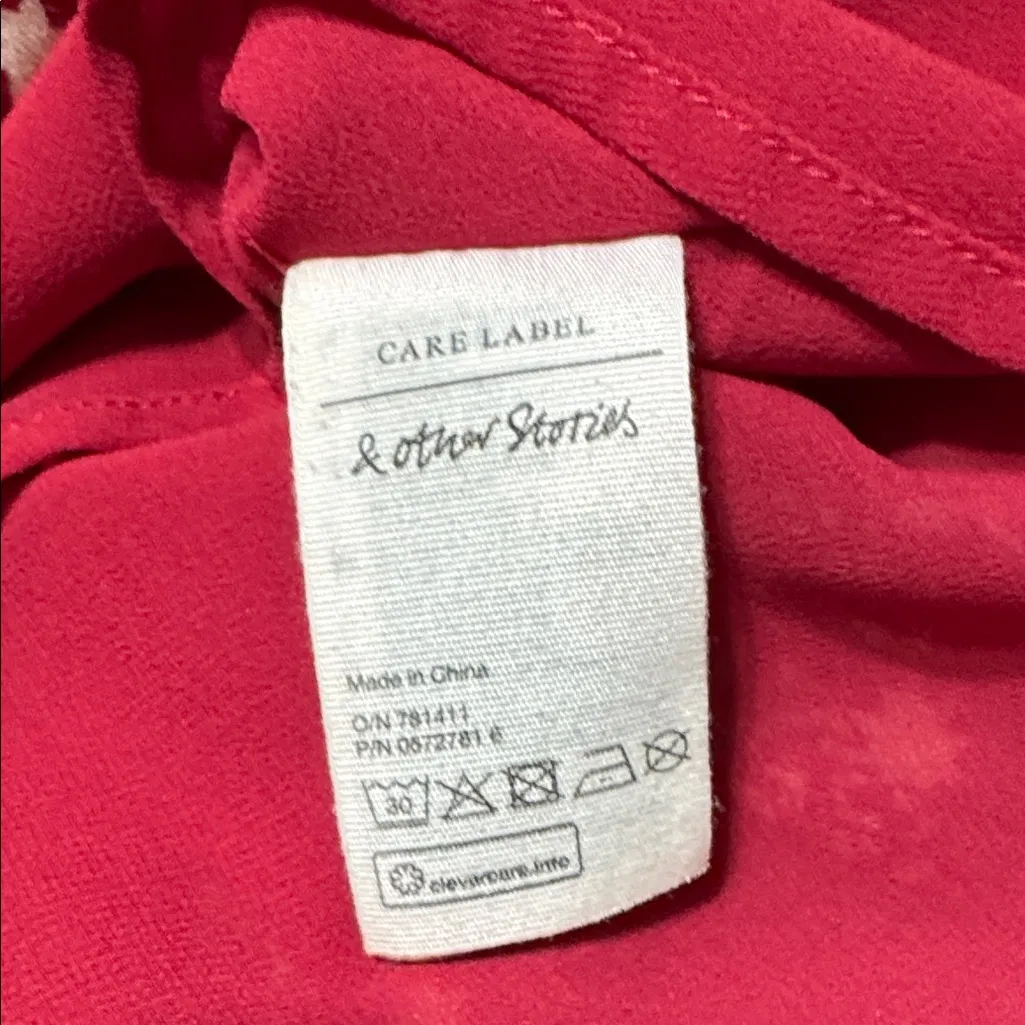 CARE LABEL
& other Stories
Made in China
O/N 781411
P/N 0572781 6
30
clevercare.info